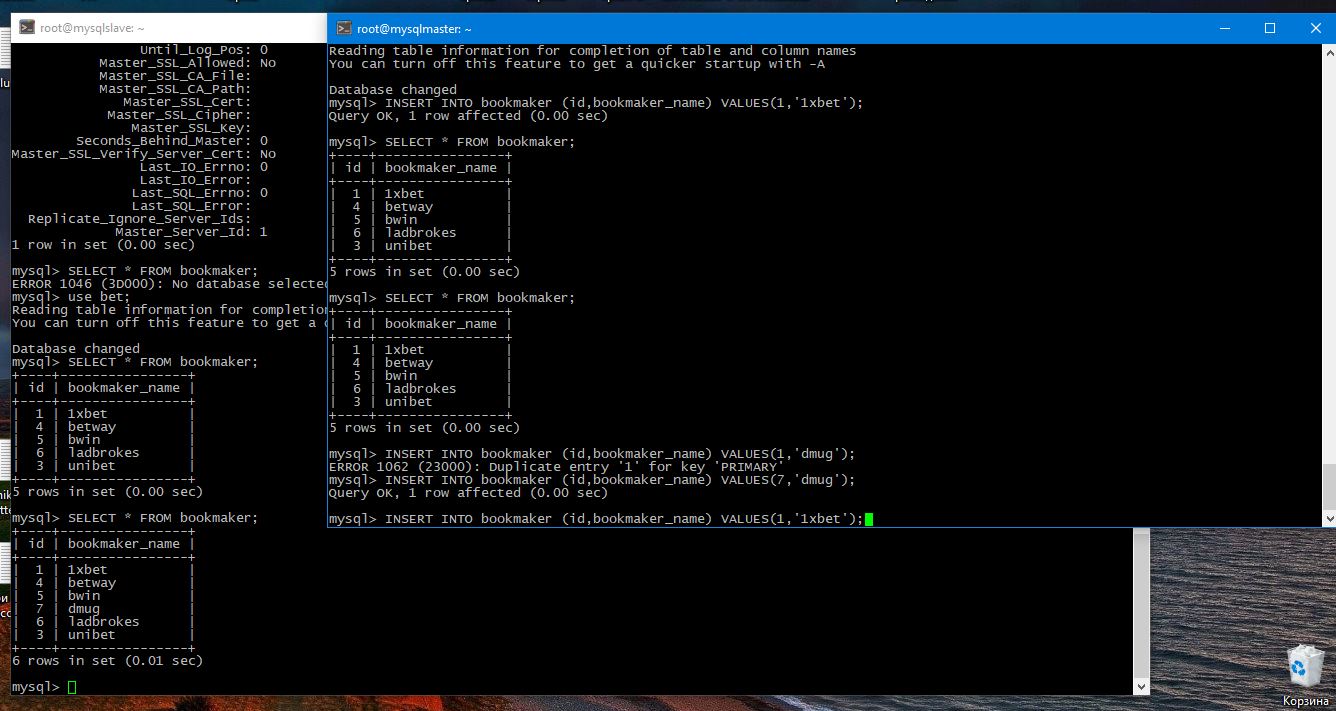 root@mysqlslave: ~
Until_Log_Pos: 0
Master_SSL_Allowed: No
Master_SSL_CA_File:
Master_SSL_CA_Path:
Master_SSL_Cert:
Master_SSL_Cipher:
Master_SSL_Key:
Seconds_Behind_Master: 0
Master_SSL_Verify_Server_Cert: No
Last_IO_Errno: 0
Last_IO_Error:
Last_SQL_Errno: 0
Last_SQL_Error:
Replicate_Ignore_Server_Ids:
Master_Server_Id: 1
1 row in set (0.00 sec)
mysql> SELECT * FROM bookmaker;
ERROR 1046 (3D000): No database selected
mysql> use bet;
Reading table information for completion
You can turn off this feature to get a
Database changed
mysql> SELECT * FROM bookmaker;
+----+----------------+
| id | bookmaker_name |
+----+----------------+
|  1 | 1xbet          |
|  4 | betway         |
|  5 | bwin           |
|  6 | ladbrokes      |
|  3 | unibet         |
+----+----------------+
5 rows in set (0.00 sec)
mysql> SELECT * FROM bookmaker;
+----+----------------+
| id | bookmaker_name |
+----+----------------+
|  1 | 1xbet          |
|  4 | betway         |
|  5 | bwin           |
|  7 | dmug           |
|  6 | ladbrokes      |
|  3 | unibet         |
+----+----------------+
6 rows in set (0.01 sec)
mysql>
root@mysqlmaster: ~
Reading table information for completion of table and column names
You can turn off this feature to get a quicker startup with -A
Database changed
mysql> INSERT INTO bookmaker (id,bookmaker_name) VALUES(1,'1xbet');
Query OK, 1 row affected (0.00 sec)
mysql> SELECT * FROM bookmaker;
+----+----------------+
| id | bookmaker_name |
+----+----------------+
|  1 | 1xbet          |
|  4 | betway         |
|  5 | bwin           |
|  6 | ladbrokes      |
|  3 | unibet         |
+----+----------------+
5 rows in set (0.00 sec)
mysql> SELECT * FROM bookmaker;
+----+----------------+
| id | bookmaker_name |
+----+----------------+
|  1 | 1xbet          |
|  4 | betway         |
|  5 | bwin           |
|  6 | ladbrokes      |
|  3 | unibet         |
+----+----------------+
5 rows in set (0.00 sec)
mysql> INSERT INTO bookmaker (id,bookmaker_name) VALUES(1,'dmug');
ERROR 1062 (23000): Duplicate entry '1' for key 'PRIMARY'
mysql> INSERT INTO bookmaker (id,bookmaker_name) VALUES(7,'dmug');
Query OK, 1 row affected (0.00 sec)
mysql> INSERT INTO bookmaker (id,bookmaker_name) VALUES(1,'1xbet');
Корзина